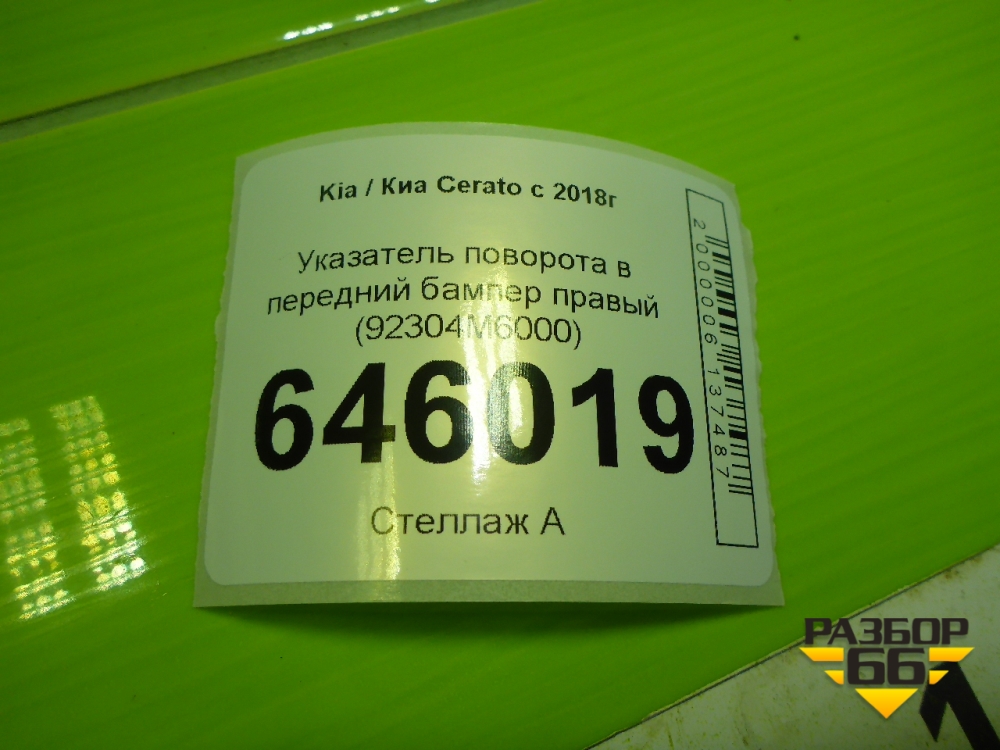 Kia / Киа Cerato с 2018г
Указатель поворота в
передний бампер правый
(92304M6000)
646019
Стеллаж А
2000006137487
РАЗБОР
66